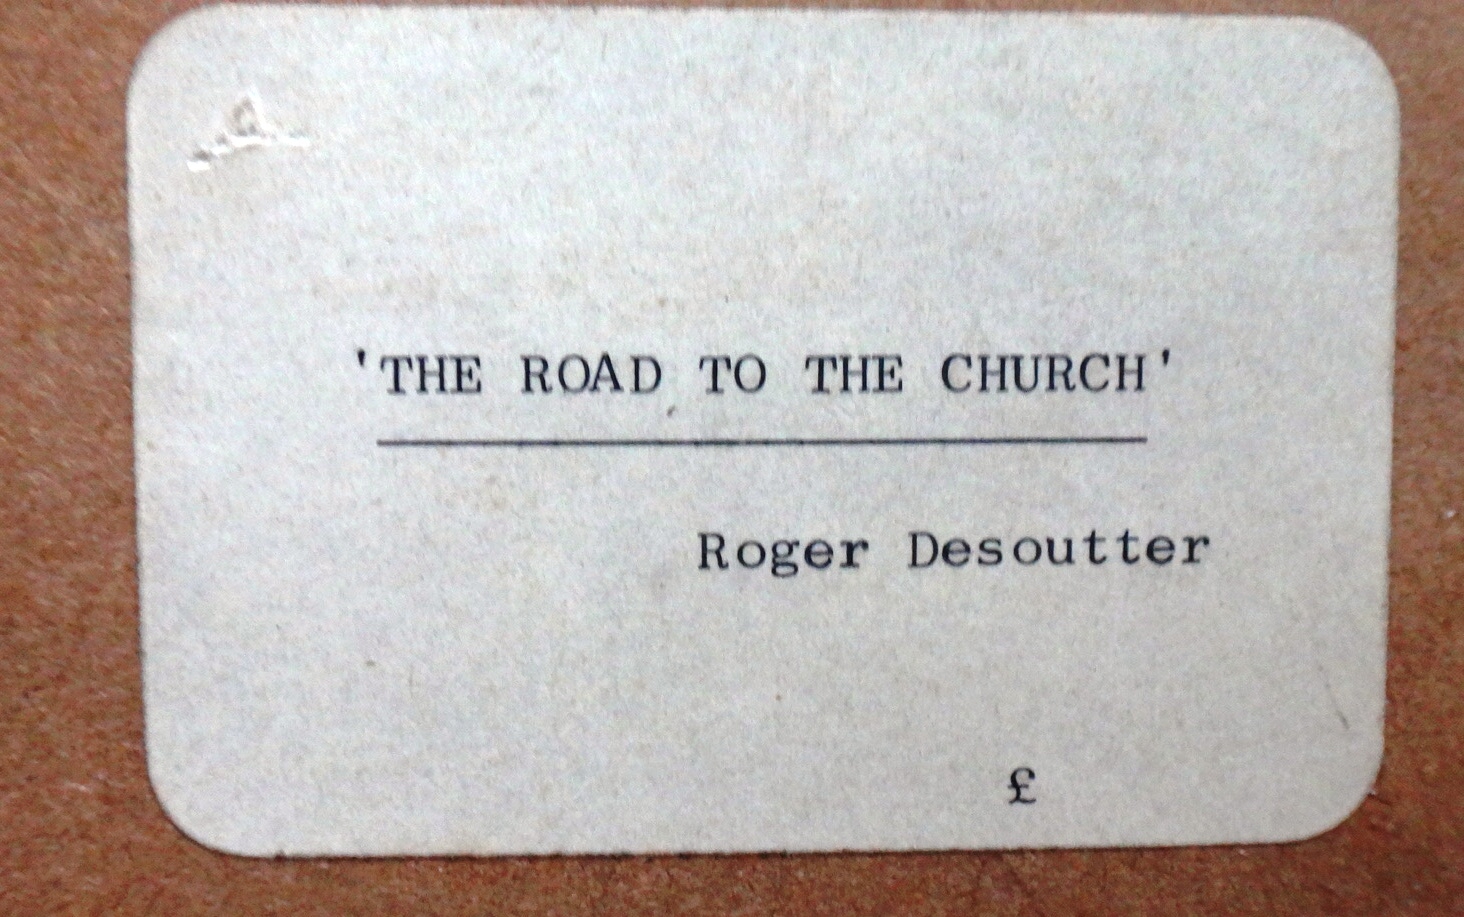 'THE ROAD TO THE CHURCH'
Roger Desoutter
£